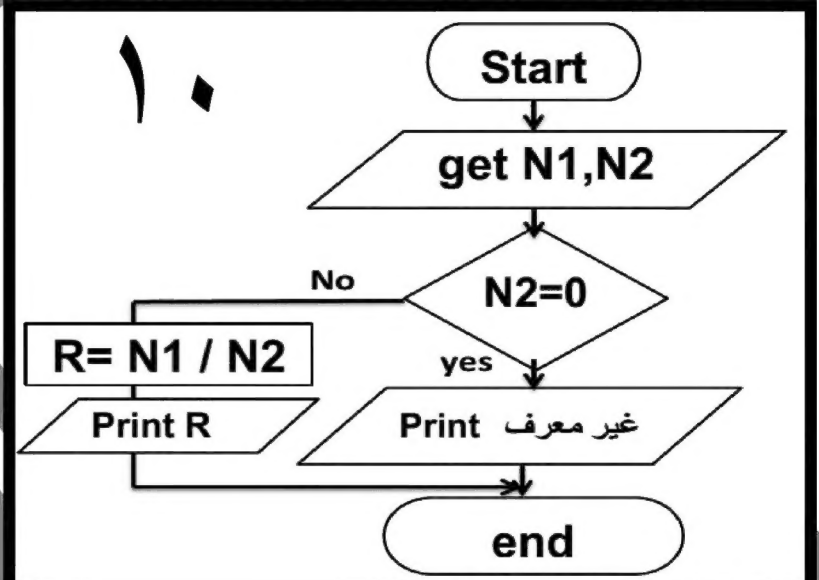 ١٠
Start
get N1,N2
N2=0
No
R= N1 / N2
Print R
yes
Print غير معرف
end